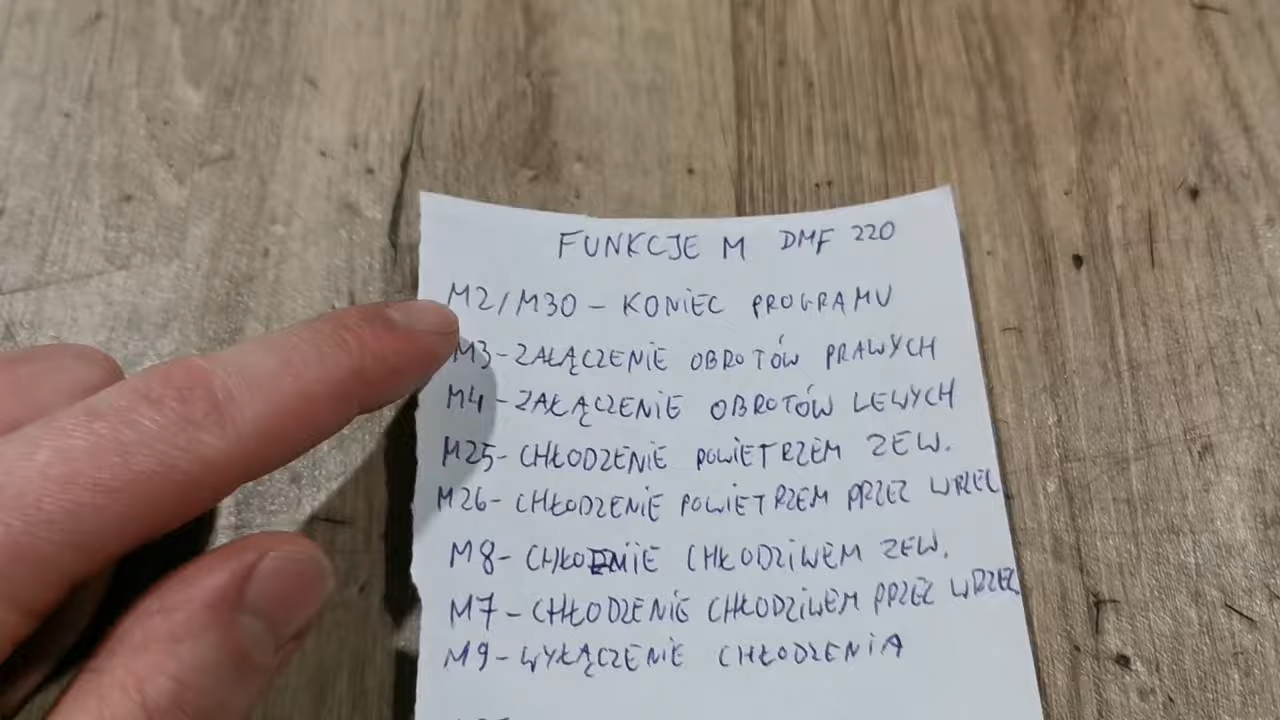 FUNKCJE M DMF 220
M2/M30 - KONIEC PROGRAMU
M3 - ZAŁĄCZENIE OBROTÓW PRAWYCH
M4 - ZAŁĄCZENIE OBROTÓW LEWYCH
M25 - CHŁODZENIE POWIETRZEM ZEW.
M26 - CHŁODZENIE POWIETRZEM PRZEZ WRZEC
M8 - CHŁODZENIE CHŁODZIWEM ZEW.
M7 - CHŁODZENIE CHŁODZIWEM PRZEZ WRZEC
M9 - WYŁĄCZENIE CHŁODZENIA